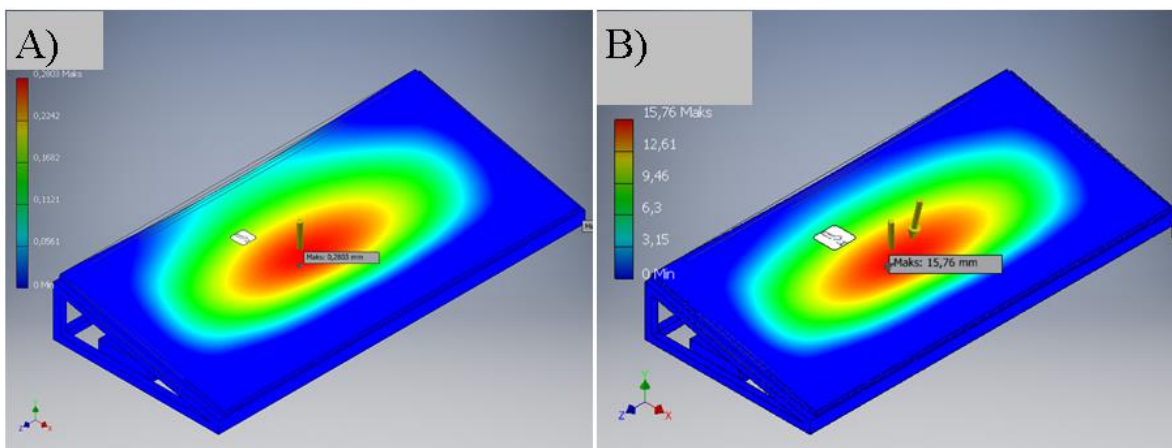 A)
0,2803 Maks
0,2242
0,1682
0,1121
0,0561
0 Min
Maks: 0,2803 mm
Z
Y
X
B)
15,76 Maks
12,61
9,46
6,3
3,15
0 Min
Maks: 15,76 mm
Z
Y
X